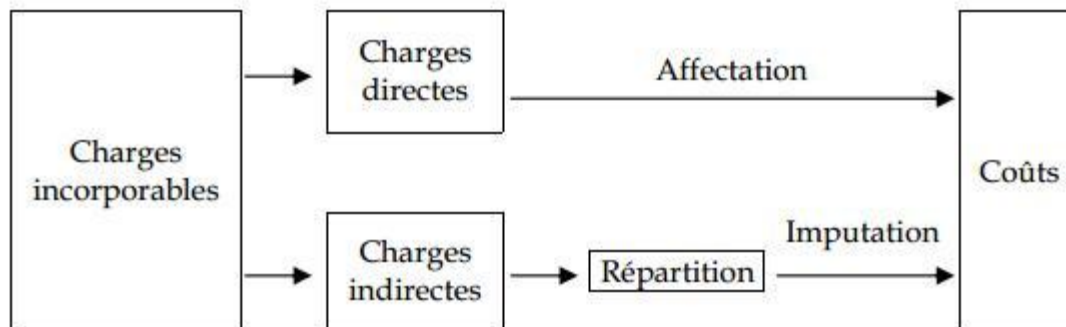 Charges
incorporables
Charges
directes
Affectation
Charges
indirectes
Répartition
Imputation
Coûts